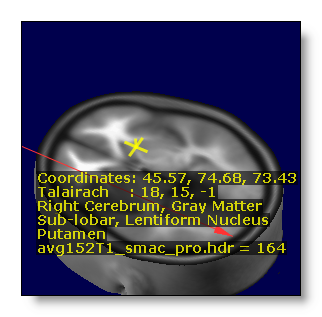 Coordinates: 45.57, 74.68, 73.43
Talairach : 18, 15, -1
Right Cerebrum, Gray Matter
Sub-lobar, Lentiform Nucleus
Putamen
avg152T1_smac_pro.hdr = 164